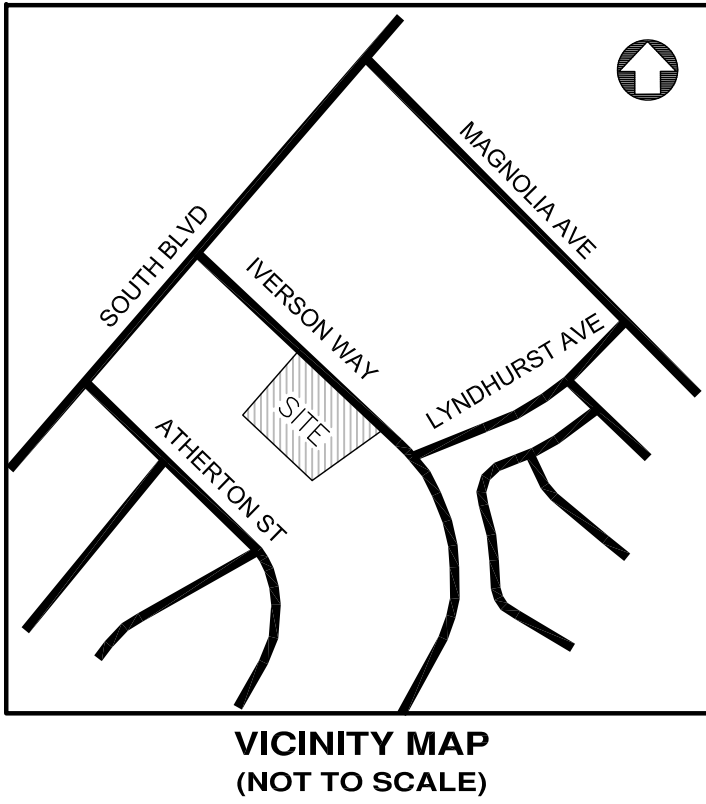 MAGNOLIA AVE
SOUTH BLVD
IVERSON WAY
LYNDHURST AVE
SITE
ATHERTON ST
VICINITY MAP
(NOT TO SCALE)